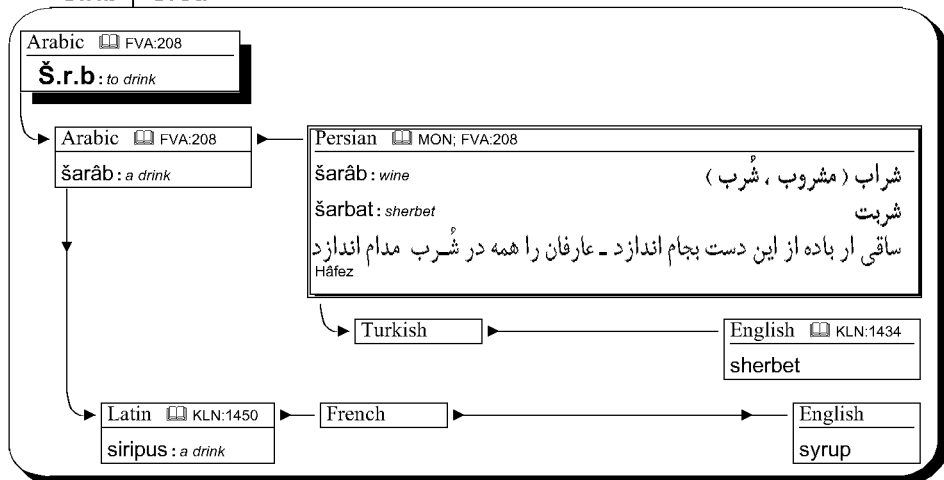 Arabic FVA:208
Š.r.b : to drink
Arabic FVA:208
šarâb : a drink
Persian MON; FVA:208
šarâb : wine شراب ( مشروب ، شُرب )
šarbat : sherbet شربت
ساقی ار باده از این دست بجام اندازد ـ عارفان را همه در شُـرب مدام اندازد
Hâfez
Turkish
English KLN:1434
sherbet
Latin KLN:1450
siripus : a drink
French
English
syrup